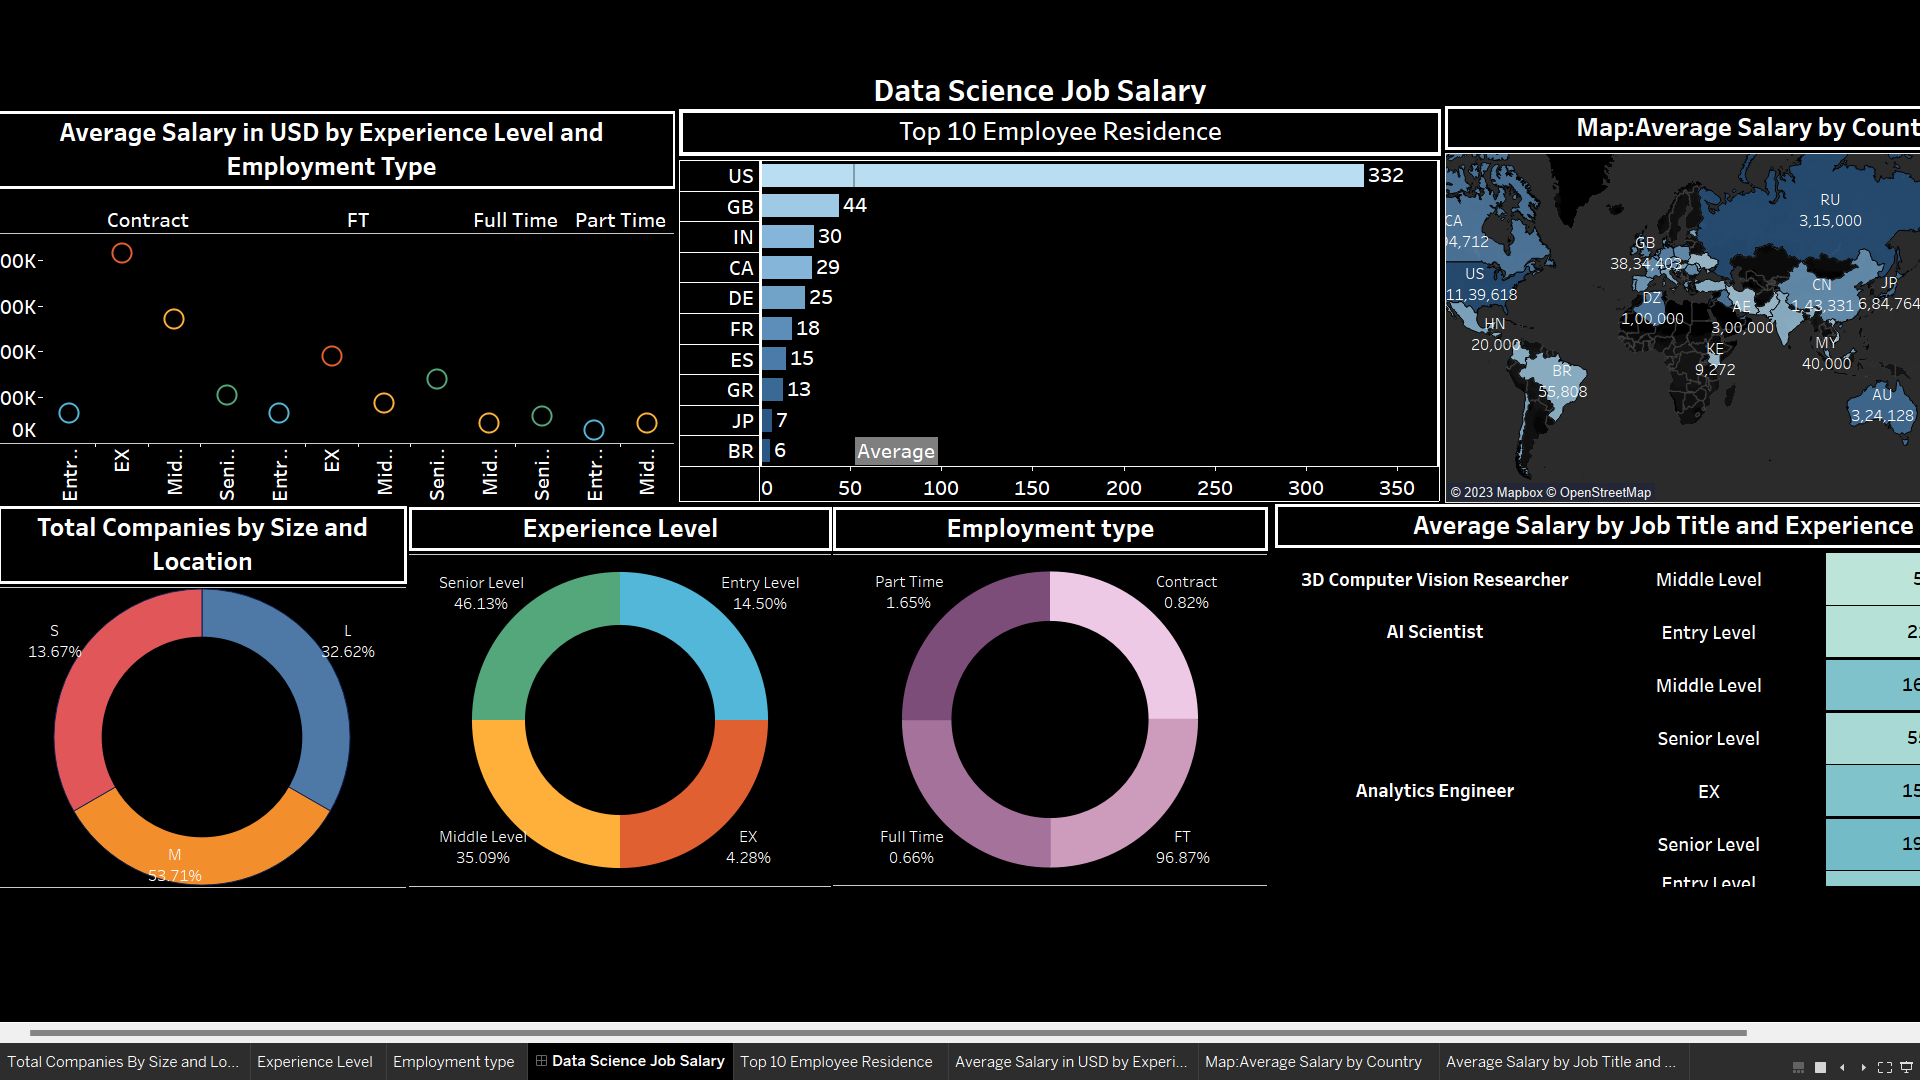 Data Science Job Salary
Average Salary in USD by Experience Level and
Employment Type
Contract FT Full Time Part Time
00K
00K
00K
00K
0K
Entr.. EX Mid.. Seni.. Entr.. EX Mid.. Seni.. Mid.. Seni.. Entr.. Mid..
Top 10 Employee Residence
US 332
GB 44
IN 30
CA 29
DE 25
FR 18
ES 15
GR 13
JP 7
BR 6 Average
0 50 100 150 200 250 300 350
Map:Average Salary by Count
RU
3,15,000
CA
94,712
GB
38,34,403
US
11,39,618
DZ
1,00,000
AE
3,00,000
CN
1,43,331
JP
6,84,764
HN
20,000
KE
9,272
MY
40,000
BR
55,808
AU
3,24,128
© 2023 Mapbox © OpenStreetMap
Total Companies by Size and
Location
S
13.67%
L
32.62%
M
53.71%
Experience Level
Senior Level
46.13%
Entry Level
14.50%
Middle Level
35.09%
EX
4.28%
Employment type
Part Time
1.65%
Contract
0.82%
Full Time
0.66%
FT
96.87%
Average Salary by Job Title and Experience
3D Computer Vision Researcher Middle Level 5
AI Scientist Entry Level 2
Middle Level 16
Senior Level 5
Analytics Engineer EX 15
Senior Level 19
Entry Level
Total Companies By Size and Lo... Experience Level Employment type Data Science Job Salary Top 10 Employee Residence Average Salary in USD by Experi... Map:Average Salary by Country Average Salary by Job Title and ...